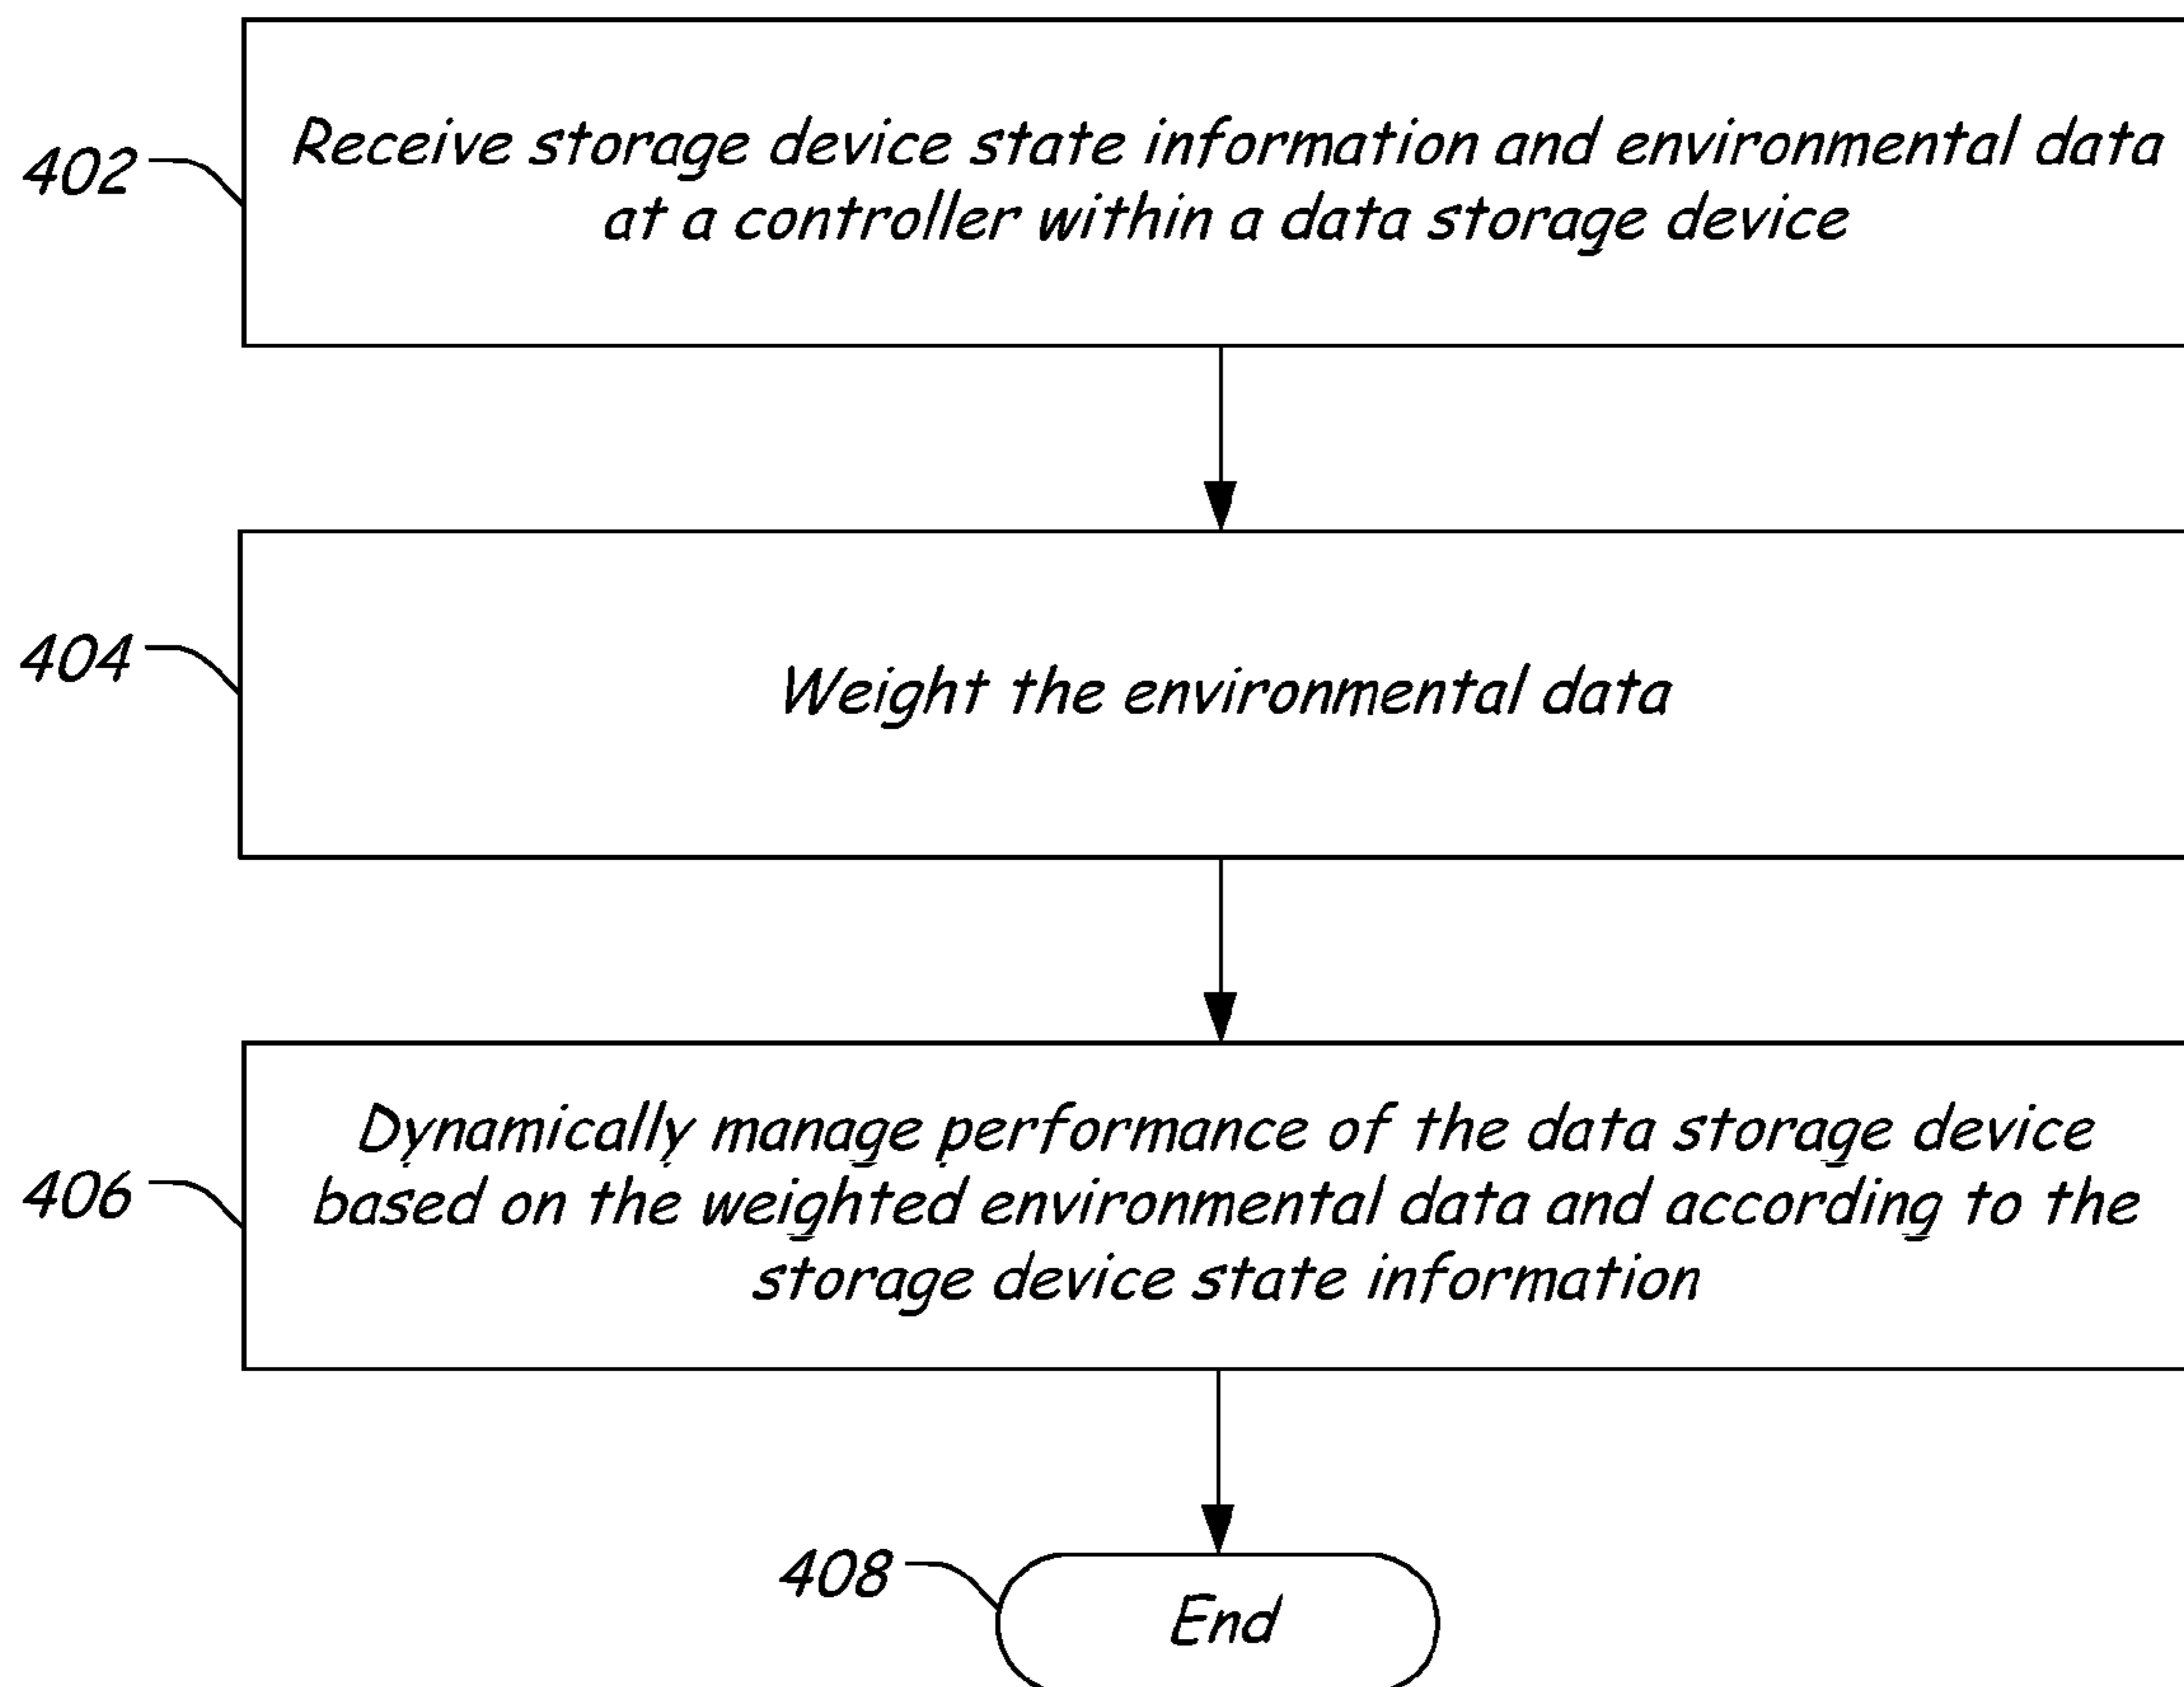 402
Receive storage device state information and environmental data
at a controller within a data storage device
404
Weight the environmental data
406
Dynamically manage performance of the data storage device
based on the weighted environmental data and according to the
storage device state information
408
End